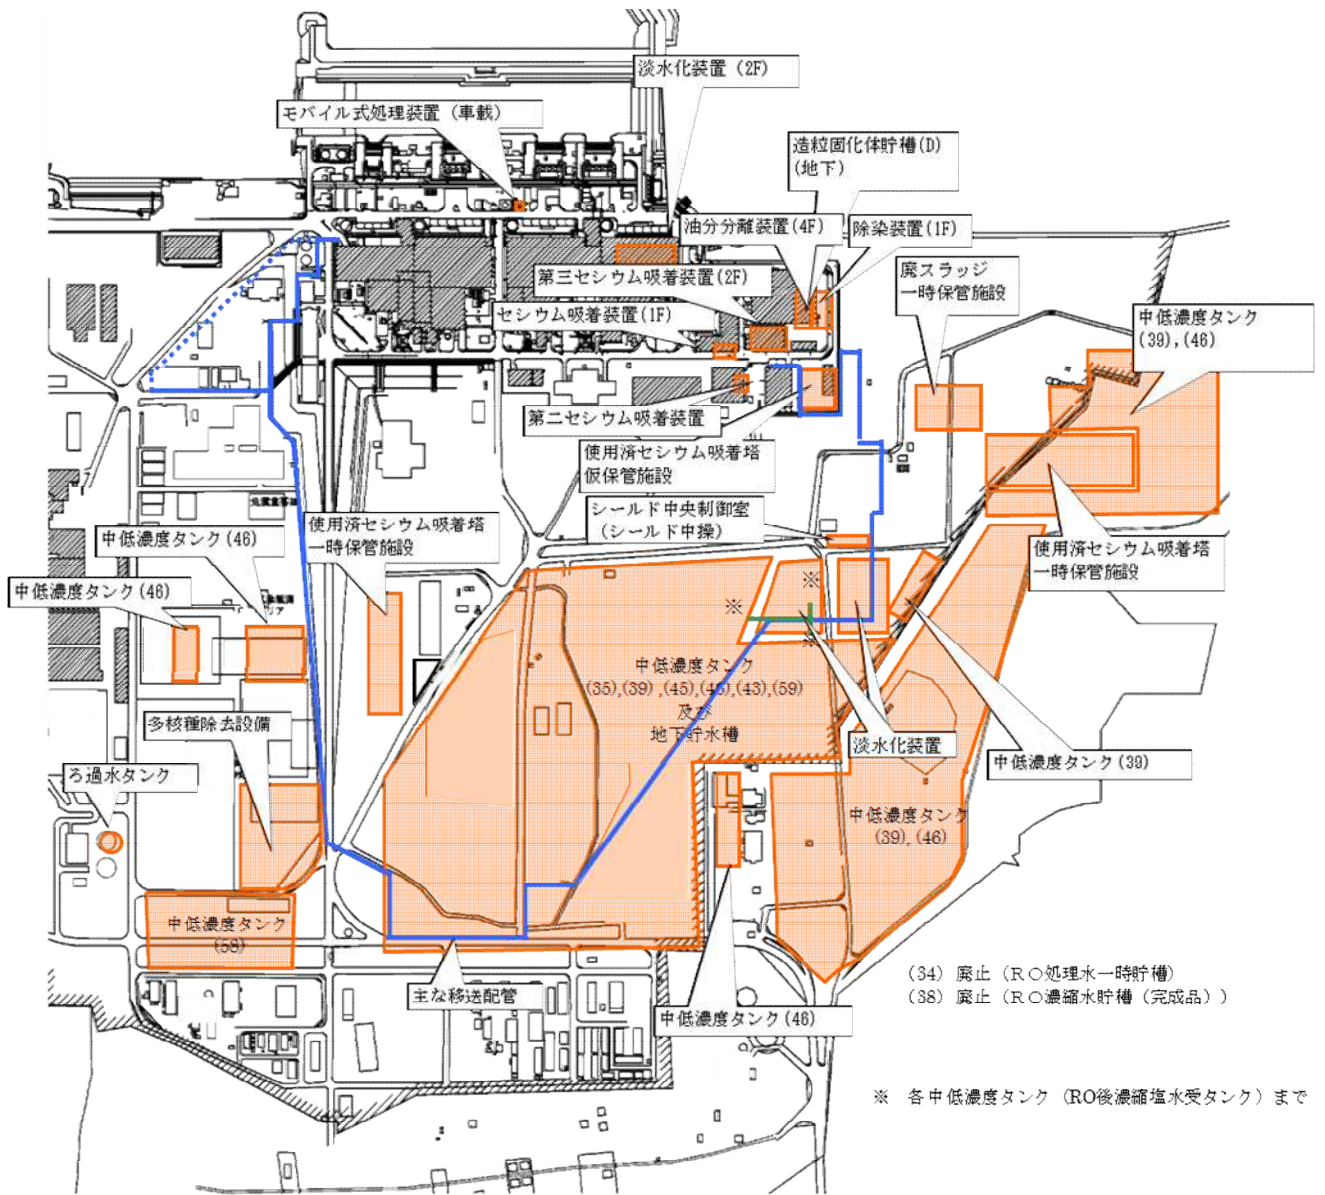 淡水化装置 (2F)
モバイル式処理装置 (車載)
造粒固化体貯槽(D)
(地下)
油分分離装置(4F)
除染装置(1F)
第三セシウム吸着装置(2F)
廃スラッジ
一時保管施設
セシウム吸着装置(1F)
中低濃度タンク
(39),(46)
第二セシウム吸着装置
使用済セシウム吸着塔
仮保管施設
シールド中央制御室
(シールド中操)
使用済セシウム吸着塔
一時保管施設
中低濃度タンク(46)
使用済セシウム吸着塔
一時保管施設
中低濃度タンク(46)
※
※
※
中低濃度タンク
(35),(39) ,(45),(46),(43),(59)
及び
地下貯水槽
多核種除去設備
淡水化装置
中低濃度タンク(39)
ろ過水タンク
中低濃度タンク
(39),(46)
中低濃度タンク
(58)
主な移送配管
中低濃度タンク(46)
(34) 廃止 (RO処理水一時貯槽)
(38) 廃止 (RO濃縮水貯槽 (完成品))
※ 各中低濃度タンク (RO後濃縮塩水受タンク) まで